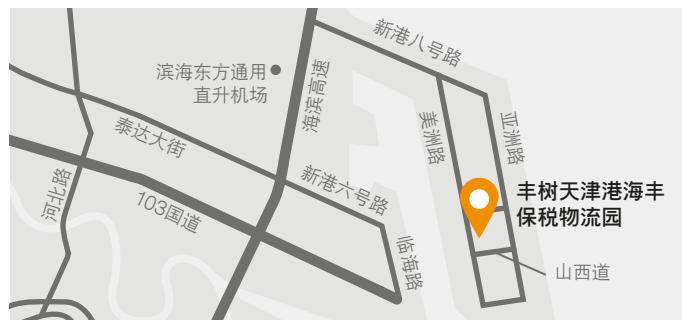 新港八号路
滨海东方通用
直升机场
海滨高速
美洲路
亚洲路
泰达大街
新港六号路
丰树天津港海丰
保税物流园
河北路
103国道
临海路
山西道